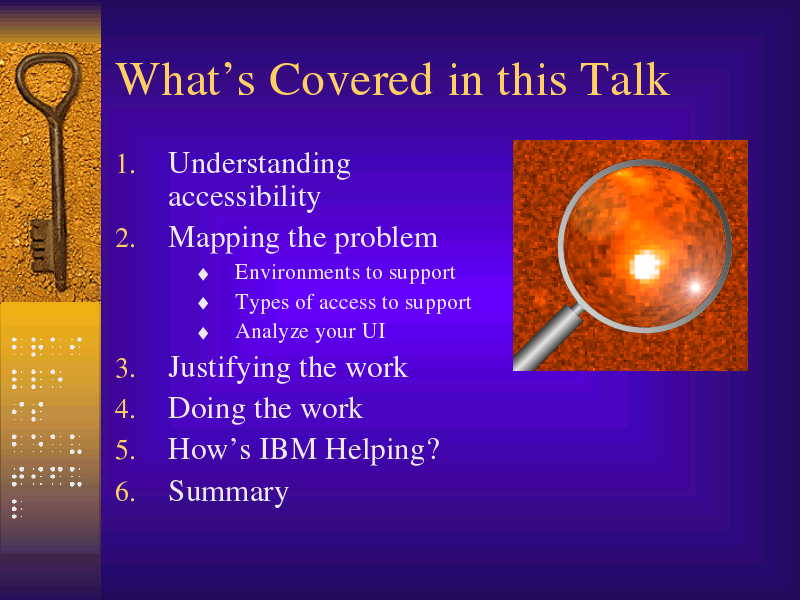 What’s Covered in this Talk
1. Understanding
accessibility
2. Mapping the problem
♦ Environments to support
♦ Types of access to support
♦ Analyze your UI
3. Justifying the work
4. Doing the work
5. How’s IBM Helping?
6. Summary